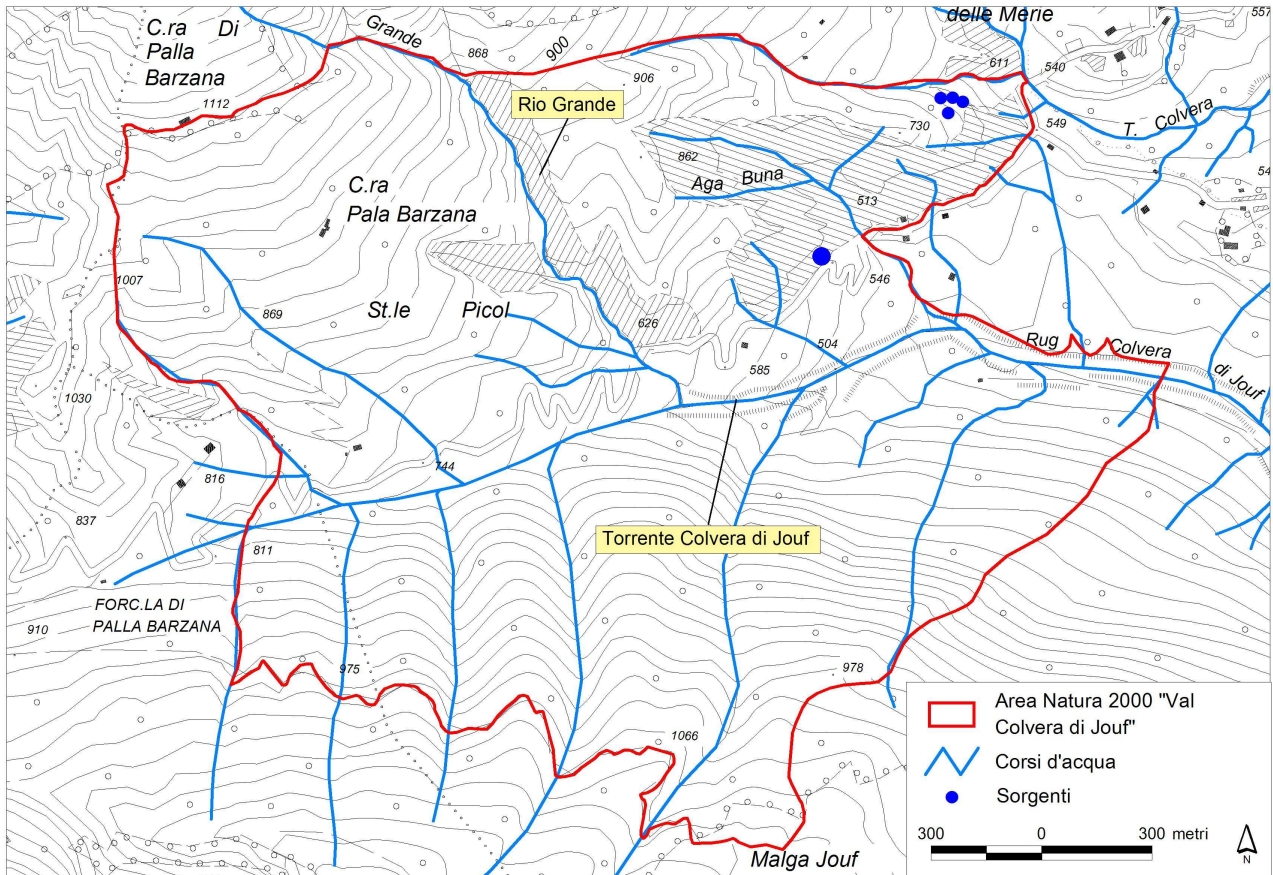 C.ra Di
Palla
Barzana
Grande
868
900
906
delle Merie
557
611
540
1112
Rio Grande
730
549
T. Colvera
862
Aga Buna
513
54
C.ra
Pala Barzana
546
1007
869
St.le Picol
626
504
Rug Colvera
di Jouf
585
1030
744
816
837
Torrente Colvera di Jouf
811
FORC.LA DI
PALLA BARZANA
910
975
978
1066
Malga Jouf
Area Natura 2000 "Val
Colvera di Jouf"
Corsi d'acqua
Sorgenti
300 0 300 metri
N